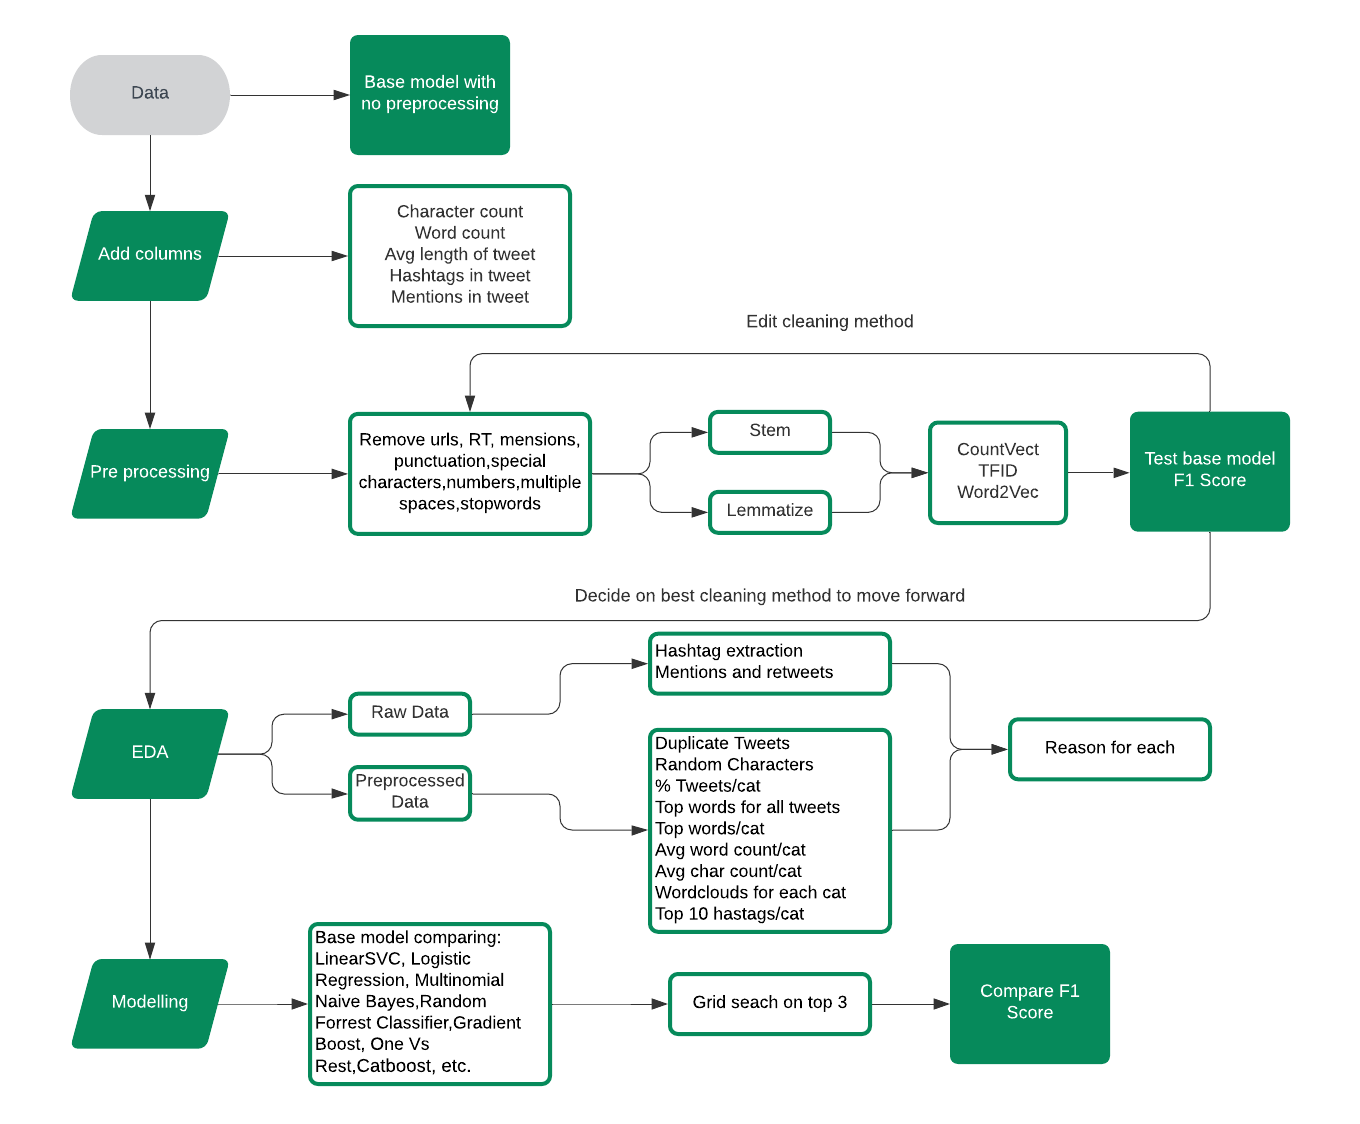 Data
Base model with
no preprocessing
Add columns
Character count
Word count
Avg length of tweet
Hashtags in tweet
Mentions in tweet
Edit cleaning method
Pre processing
Remove urls, RT, mensions,
punctuation,special
characters,numbers,multiple
spaces,stopwords
Stem
Lemmatize
CountVect
TFID
Word2Vec
Test base model
F1 Score
Decide on best cleaning method to move forward
EDA
Raw Data
Preprocessed
Data
Hashtag extraction
Mentions and retweets
Duplicate Tweets
Random Characters
% Tweets/cat
Top words for all tweets
Top words/cat
Avg word count/cat
Avg char count/cat
Wordclouds for each cat
Top 10 hastags/cat
Reason for each
Modelling
Base model comparing:
LinearSVC, Logistic
Regression, Multinomial
Naive Bayes,Random
Forrest Classifier,Gradient
Boost, One Vs
Rest,Catboost, etc.
Grid seach on top 3
Compare F1
Score